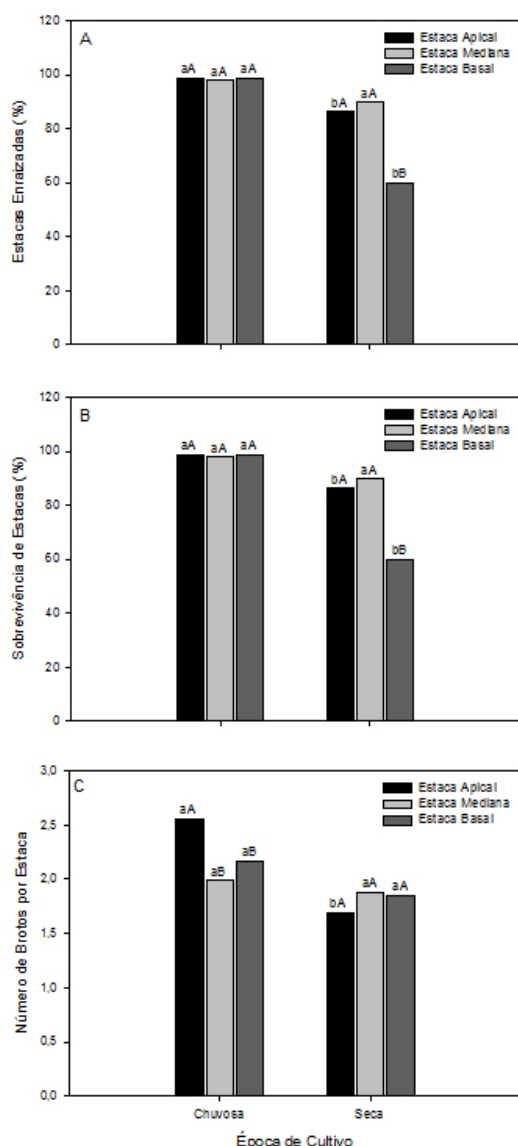 A
Estaca Apical
Estaca Mediana
Estaca Basal
Estacas Enraizadas (%)
120
100
80
60
40
20
0
aA aA aA
bA aA bB
B
Estaca Apical
Estaca Mediana
Estaca Basal
Sobrevivência de Estacas (%)
120
100
80
60
40
20
0
aA aA aA
bA aA bB
C
Estaca Apical
Estaca Mediana
Estaca Basal
Número de Brotos por Estaca
3,0
2,5
2,0
1,5
1,0
0,5
0,0
aA aB aB
bA aA aA
Chuvosa Seca
Época de Cultivo